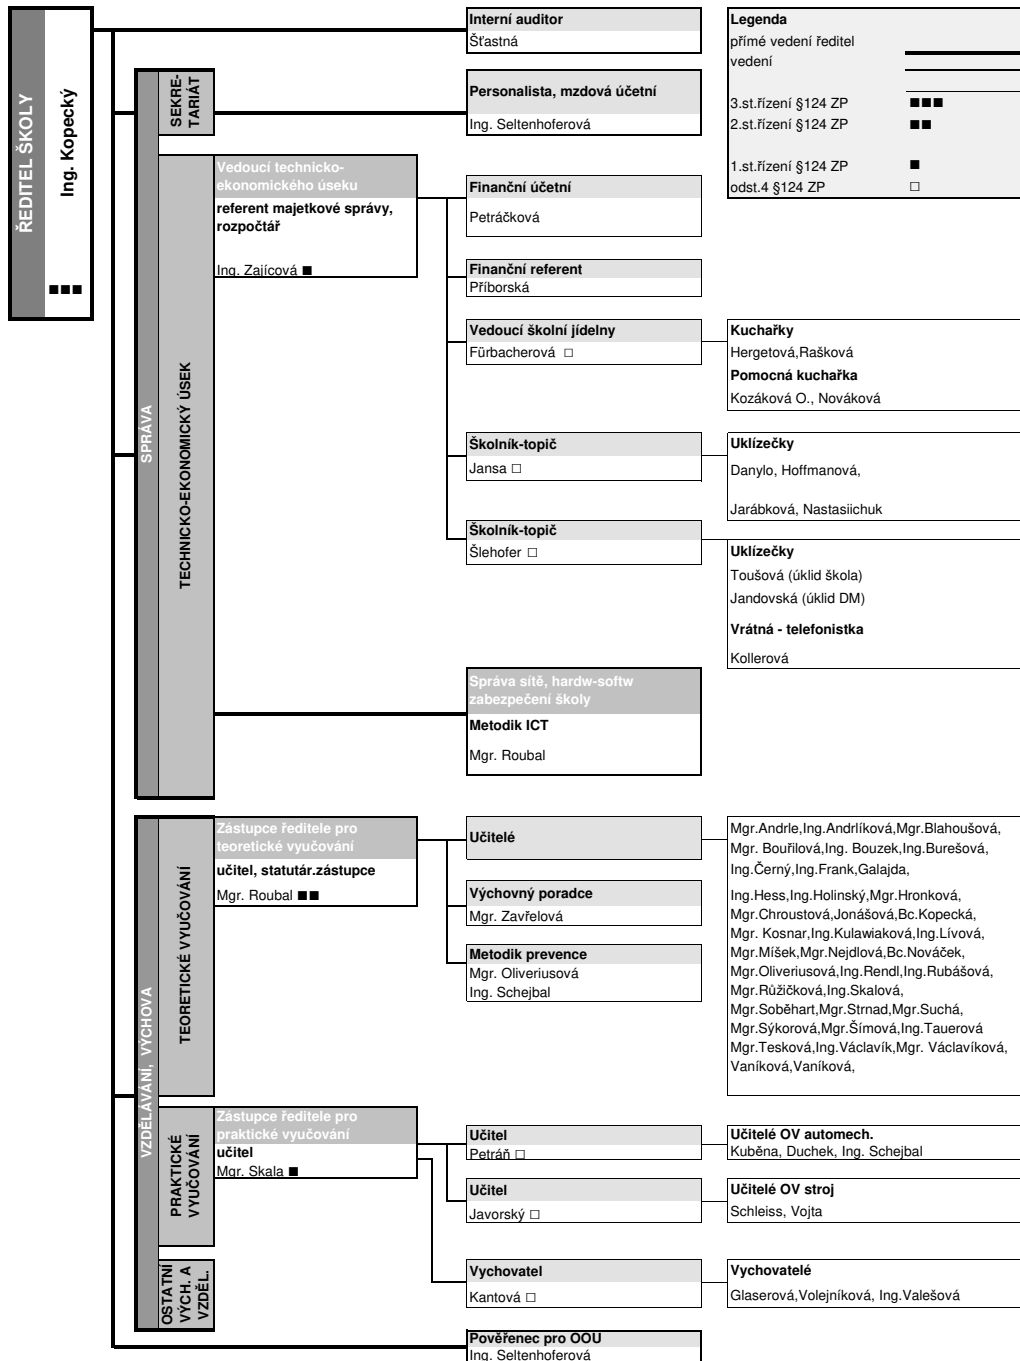 ŘEDITEL ŠKOLY
Ing. Kopecký
■■■
Interní auditor
Šťastná
Legenda
přímé vedení ředitel
vedení
3.st.řízení §124 ZP ■■■
2.st.řízení §124 ZP ■■
1.st.řízení §124 ZP ■
odst.4 §124 ZP □
SPRÁVA
SEKRE-
TARIÁT
Personalista, mzdová účetní
Ing. Seltenhoferová
TECHNICKO-EKONOMICKÝ ÚSEK
Vedoucí technicko-
ekonomického úseku
referent majetkové správy,
rozpočtář
Ing. Zajícová ■
Finanční účetní
Petráčková
Finanční referent
Příborská
Vedoucí školní jídelny
Fürbacherová □
Kuchařky
Hergetová,Rašková
Pomocná kuchařka
Kozáková O., Nováková
Školník-topič
Jansa □
Uklízečky
Danylo, Hoffmanová,
Jarábková, Nastasiichuk
Školník-topič
Šlehofer □
Uklízečky
Toušová (úklid škola)
Jandovská (úklid DM)
Vrátná - telefonistka
Kollerová
Správa sítě, hardw-softw
zabezpečení školy
Metodik ICT
Mgr. Roubal
VZDĚLÁVÁNÍ, VÝCHOVA
TEORETICKÉ VYUČOVÁNÍ
Zástupce ředitele pro
teoretické vyučování
učitel, statutár.zástupce
Mgr. Roubal ■■
Učitelé
Mgr.Andrle,Ing.Andrlíková,Mgr.Blahoušová,
Mgr. Bouřilová,Ing. Bouzek,Ing.Burešová,
Ing.Černý,Ing.Frank,Galajda,
Ing.Hess,Ing.Holinský,Mgr.Hronková,
Mgr.Chroustová,Jonášová,Bc.Kopecká,
Mgr. Kosnar,Ing.Kulawiaková,Ing.Lívová,
Mgr.Míšek,Mgr.Nejdlová,Bc.Nováček,
Mgr.Oliveriusová,Ing.Rendl,Ing.Rubášová,
Mgr.Růžičková,Ing.Skalová,
Mgr.Soběhart,Mgr.Strnad,Mgr.Suchá,
Mgr.Sýkorová,Mgr.Šímová,Ing.Tauerová
Mgr.Tesková,Ing.Václavík,Mgr. Václavíková,
Vaníková,Vaníková,
Výchovný poradce
Mgr. Zavřelová
Metodik prevence
Mgr. Oliveriusová
Ing. Schejbal
PRAKTICKÉ
VYUČOVÁNÍ
Zástupce ředitele pro
praktické vyučování
učitel
Mgr. Skala ■
Učitel
Petráň □
Učitelé OV automech.
Kuběna, Duchek, Ing. Schejbal
Učitel
Javorský □
Učitelé OV stroj
Schleiss, Vojta
OSTATNÍ
VÝCH. A
VZDĚL.
Vychovatel
Kantová □
Vychovatelé
Glaserová,Volejníková, Ing.Valešová
Pověřenec pro OOU
Ing. Seltenhoferová